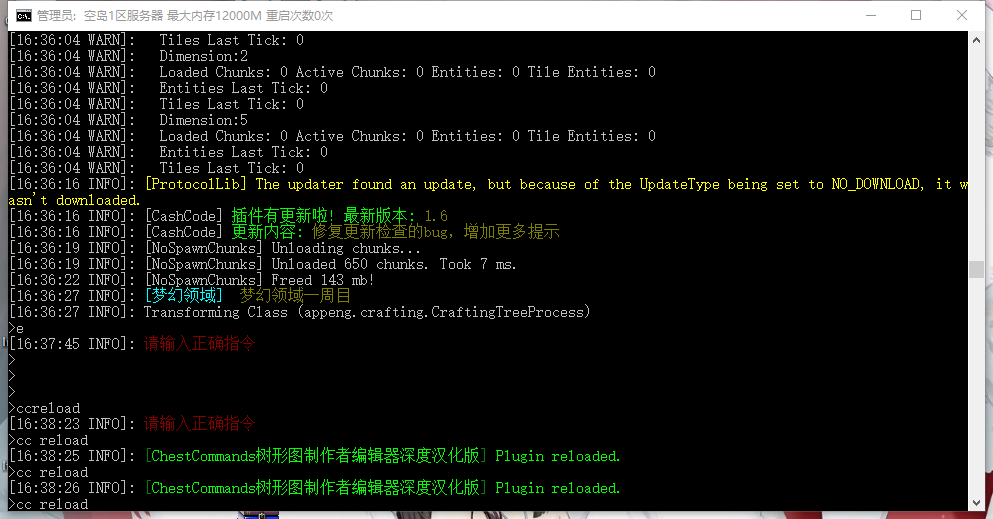 管理员: 空岛1区服务器 最大内存12000M 重启次数0次
[16:36:04 WARN]:   Tiles Last Tick: 0
[16:36:04 WARN]:   Dimension:2
[16:36:04 WARN]:   Loaded Chunks: 0 Active Chunks: 0 Entities: 0 Tile Entities: 0
[16:36:04 WARN]:   Entities Last Tick: 0
[16:36:04 WARN]:   Tiles Last Tick: 0
[16:36:04 WARN]:   Dimension:5
[16:36:04 WARN]:   Loaded Chunks: 0 Active Chunks: 0 Entities: 0 Tile Entities: 0
[16:36:04 WARN]:   Entities Last Tick: 0
[16:36:04 WARN]:   Tiles Last Tick: 0
[16:36:16 INFO]: [ProtocolLib] The updater found an update, but because of the UpdateType being set to NO_DOWNLOAD, it w
asn't downloaded.
[16:36:16 INFO]: [CashCode] 插件有更新啦! 最新版本: 1.6
[16:36:16 INFO]: [CashCode] 更新内容: 修复更新检查的bug, 增加更多提示
[16:36:19 INFO]: [NoSpawnChunks] Unloading chunks...
[16:36:19 INFO]: [NoSpawnChunks] Unloaded 650 chunks. Took 7 ms.
[16:36:22 INFO]: [NoSpawnChunks] Freed 143 mb!
[16:36:27 INFO]: [梦幻领域]  梦幻领域一周目
[16:36:27 INFO]: Transforming Class (appeng.crafting.CraftingTreeProcess)
>e
[16:37:45 INFO]: 请输入正确指令
>
>
>
>ccreload
[16:38:23 INFO]: 请输入正确指令
>cc reload
[16:38:25 INFO]: [ChestCommands树形图制作者编辑器深度汉化版] Plugin reloaded.
>cc reload
[16:38:26 INFO]: [ChestCommands树形图制作者编辑器深度汉化版] Plugin reloaded.
>cc reload